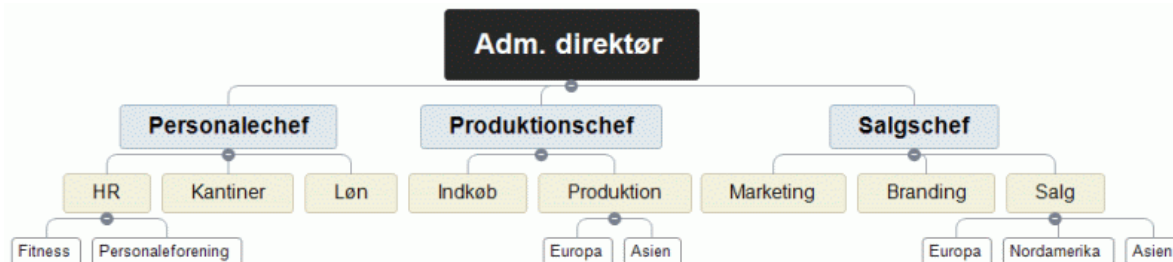 Adm. direktør
Personalechef Produktionschef Salgschef
HR Kantiner Løn Indkøb Produktion Marketing Branding Salg
Fitness Personaleforening Europa Asien Europa Nordamerika Asien